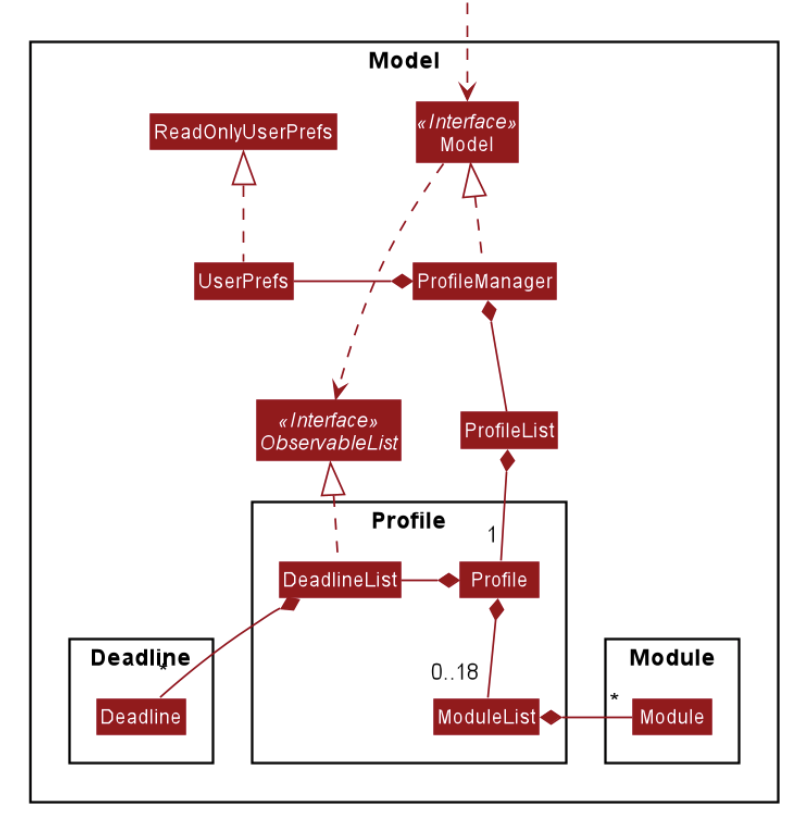 Model
ReadOnlyUserPrefs
«Interface»
Model
UserPrefs
ProfileManager
«Interface»
ObservableList
ProfileList
Profile
1
DeadlineList
Profile
Deadline
*
0..18
Module
*
Deadline
ModuleList
Module